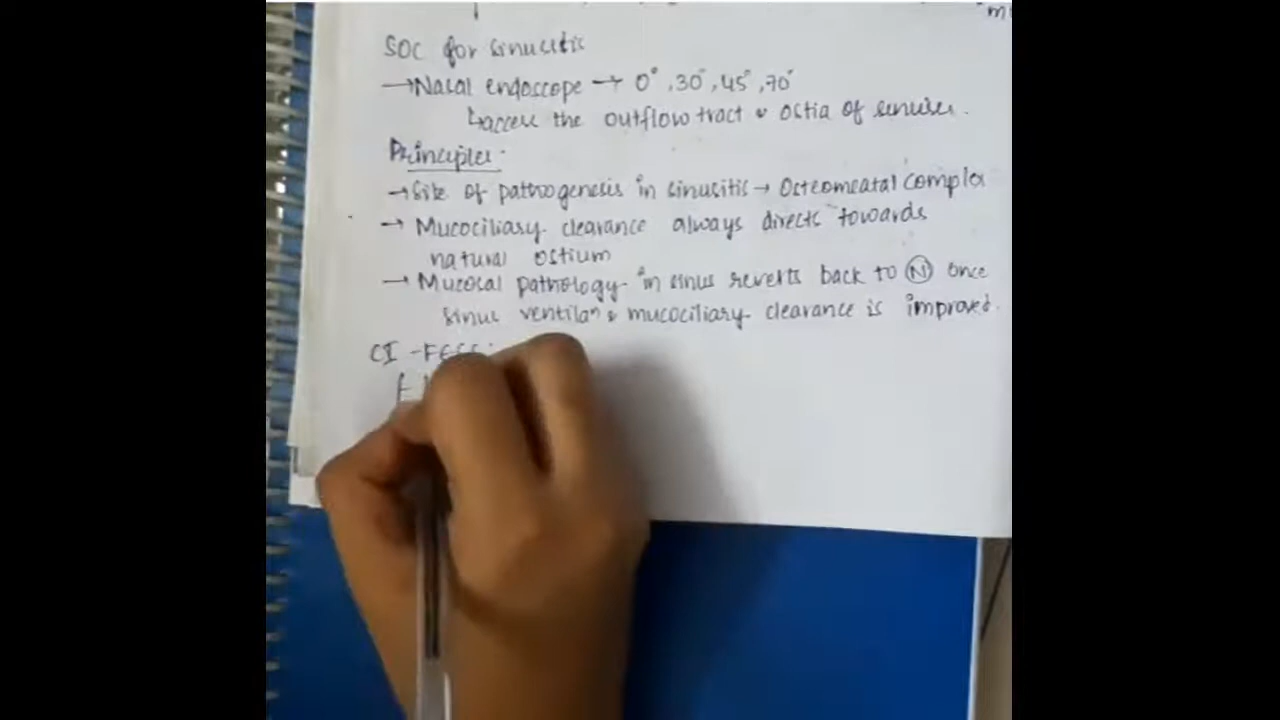 m
SOC for sinusitis
→ Nasal endoscope → 0°, 30°, 45°, 70°
↳ access the outflow tract & ostia of sinuses.
Principles:
→ Site of pathogenesis in sinusitis → Osteomeatal complex
→ Mucociliary clearance always directs towards
natural ostium
→ Mucosal pathology in sinus reverts back to Ⓝ once
sinus ventilaⁿ & mucociliary clearance is improved.
CI - FESS: